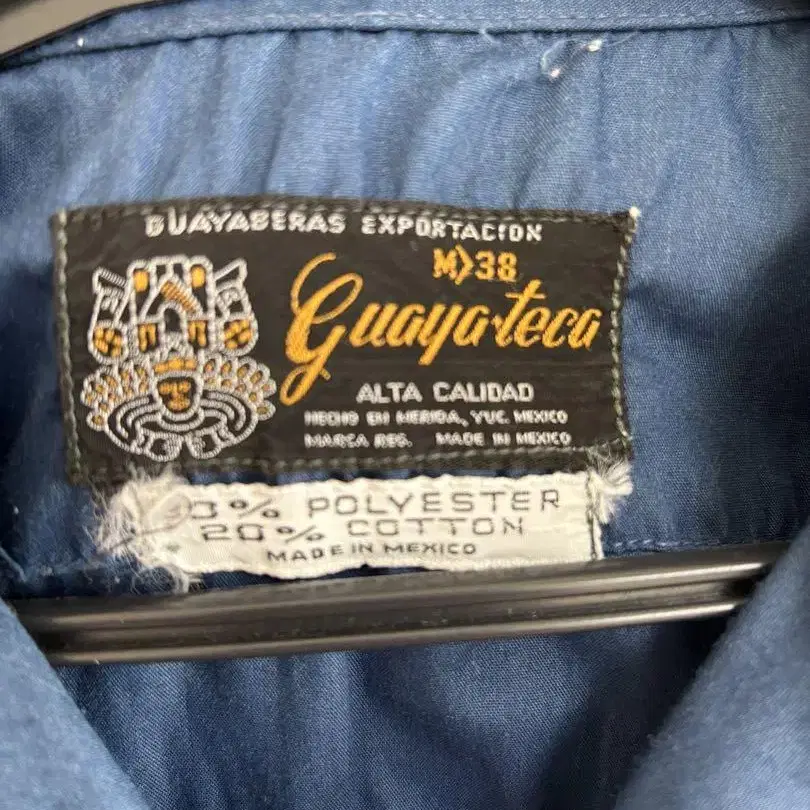 GUAYABERAS EXPORTACION
M>38
Guaya-teca
ALTA CALIDAD
HECHO EN MERIDA, YUC. MEXICO
MARCA REG. MADE IN MEXICO
0% POLYESTER
20% COTTON
MADE IN MEXICO